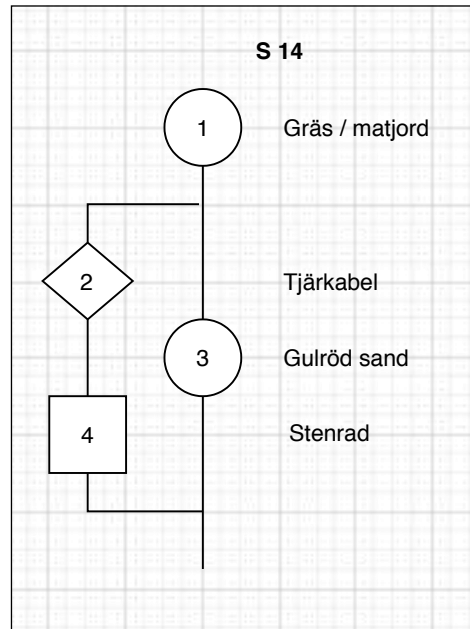 S 14
1 Gräs / matjord
2 Tjärkabel
3 Gulröd sand
4 Stenrad